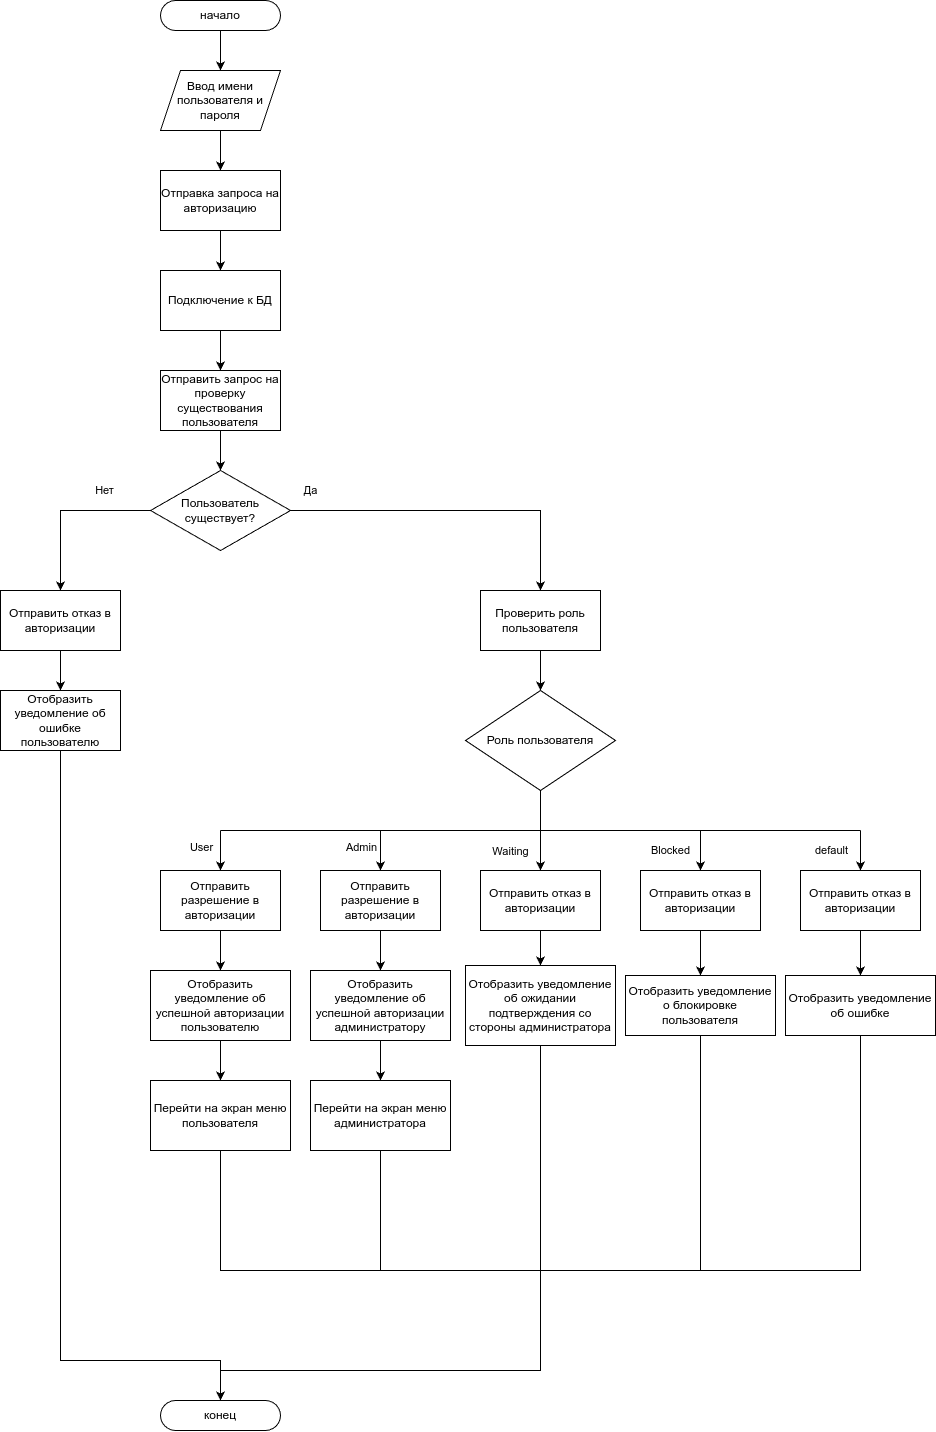 начало
Ввод имени
пользователя и
пароля
Отправка запроса на
авторизацию
Подключение к БД
Отправить запрос на
проверку
существования
пользователя
Нет
Пользователь
существует?
Да
Отправить отказ в
авторизации
Проверить роль
пользователя
Отобразить
уведомление об
ошибке
пользователю
Роль пользователя
User
Admin
Waiting
Blocked
default
Отправить
разрешение в
авторизации
Отправить
разрешение в
авторизации
Отправить отказ в
авторизации
Отправить отказ в
авторизации
Отправить отказ в
авторизации
Отобразить
уведомление об
успешной авторизации
пользователю
Отобразить
уведомление об
успешной авторизации
администратору
Отобразить уведомление
об ожидании
подтверждения со
стороны администратора
Отобразить уведомление
о блокировке
пользователя
Отобразить уведомление
об ошибке
Перейти на экран меню
пользователя
Перейти на экран меню
администратора
конец